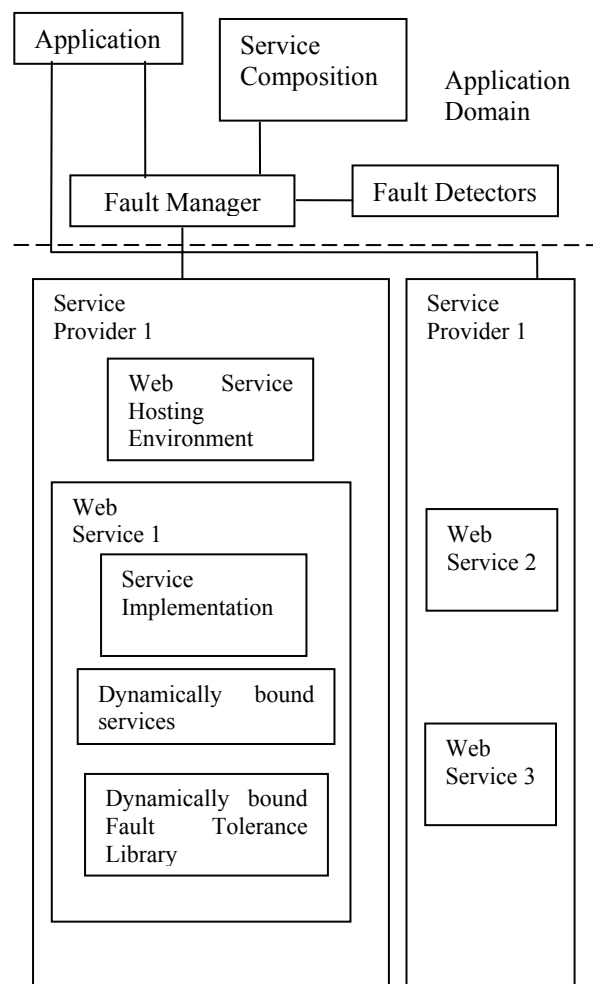 Application
Service
Composition
Application
Domain
Fault Manager
Fault Detectors
Service
Provider 1
Web Service
Hosting
Environment
Web
Service 1
Service
Implementation
Dynamically bound
services
Dynamically bound
Fault Tolerance
Library
Service
Provider 1
Web
Service 2
Web
Service 3